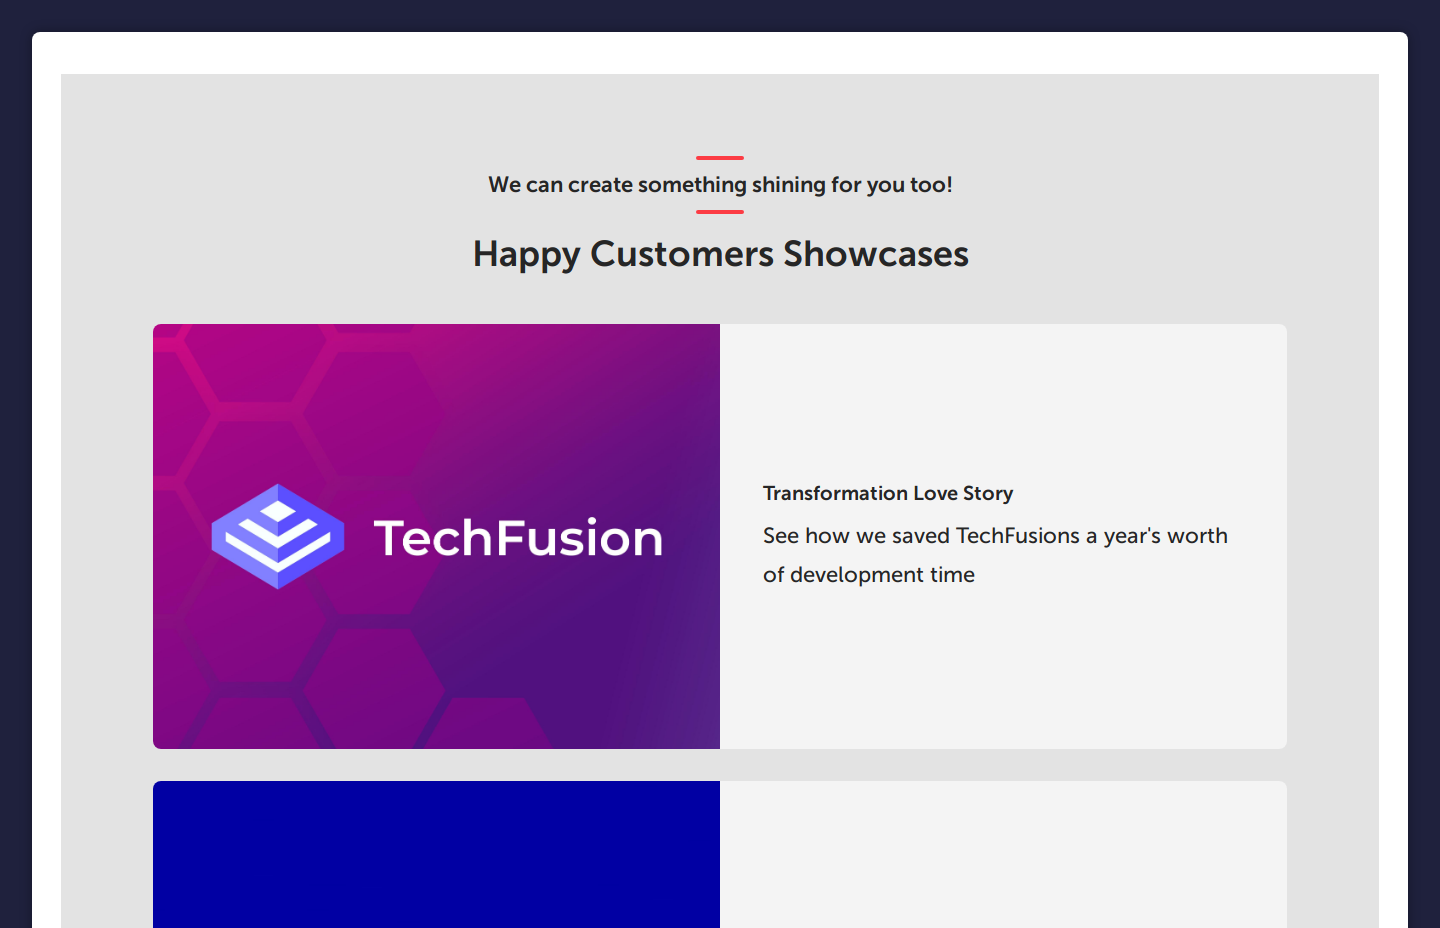 We can create something shining for you too!
Happy Customers Showcases
TechFusion
Transformation Love Story
See how we saved TechFusions a year's worth
of development time